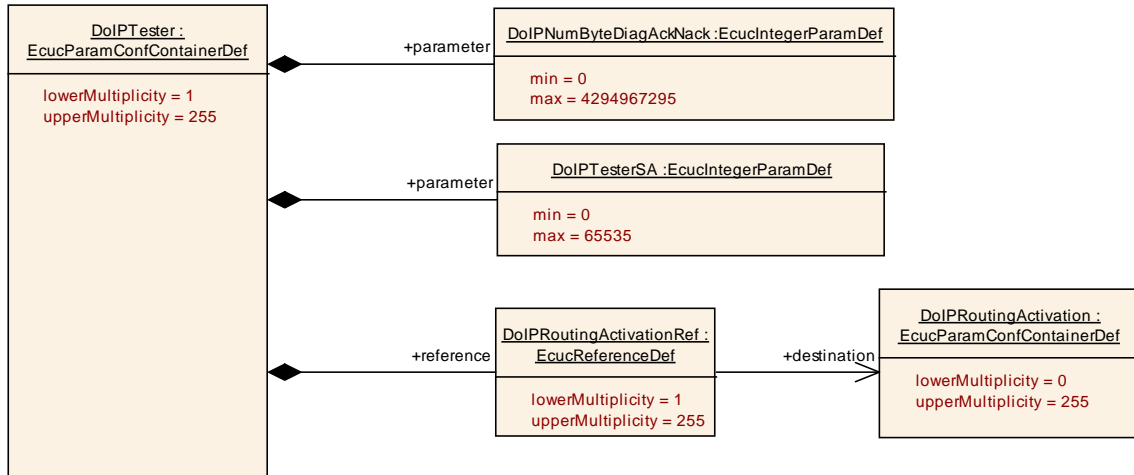 DoIPTester :
EcucParamConfContainerDef
lowerMultiplicity = 1
upperMultiplicity = 255
+parameter
DoIPNumByteDiagAckNack :EcucIntegerParamDef
min = 0
max = 4294967295
+parameter
DoIPTesterSA :EcucIntegerParamDef
min = 0
max = 65535
+reference
DoIPRoutingActivationRef :
EcucReferenceDef
lowerMultiplicity = 1
upperMultiplicity = 255
+destination
DoIPRoutingActivation :
EcucParamConfContainerDef
lowerMultiplicity = 0
upperMultiplicity = 255